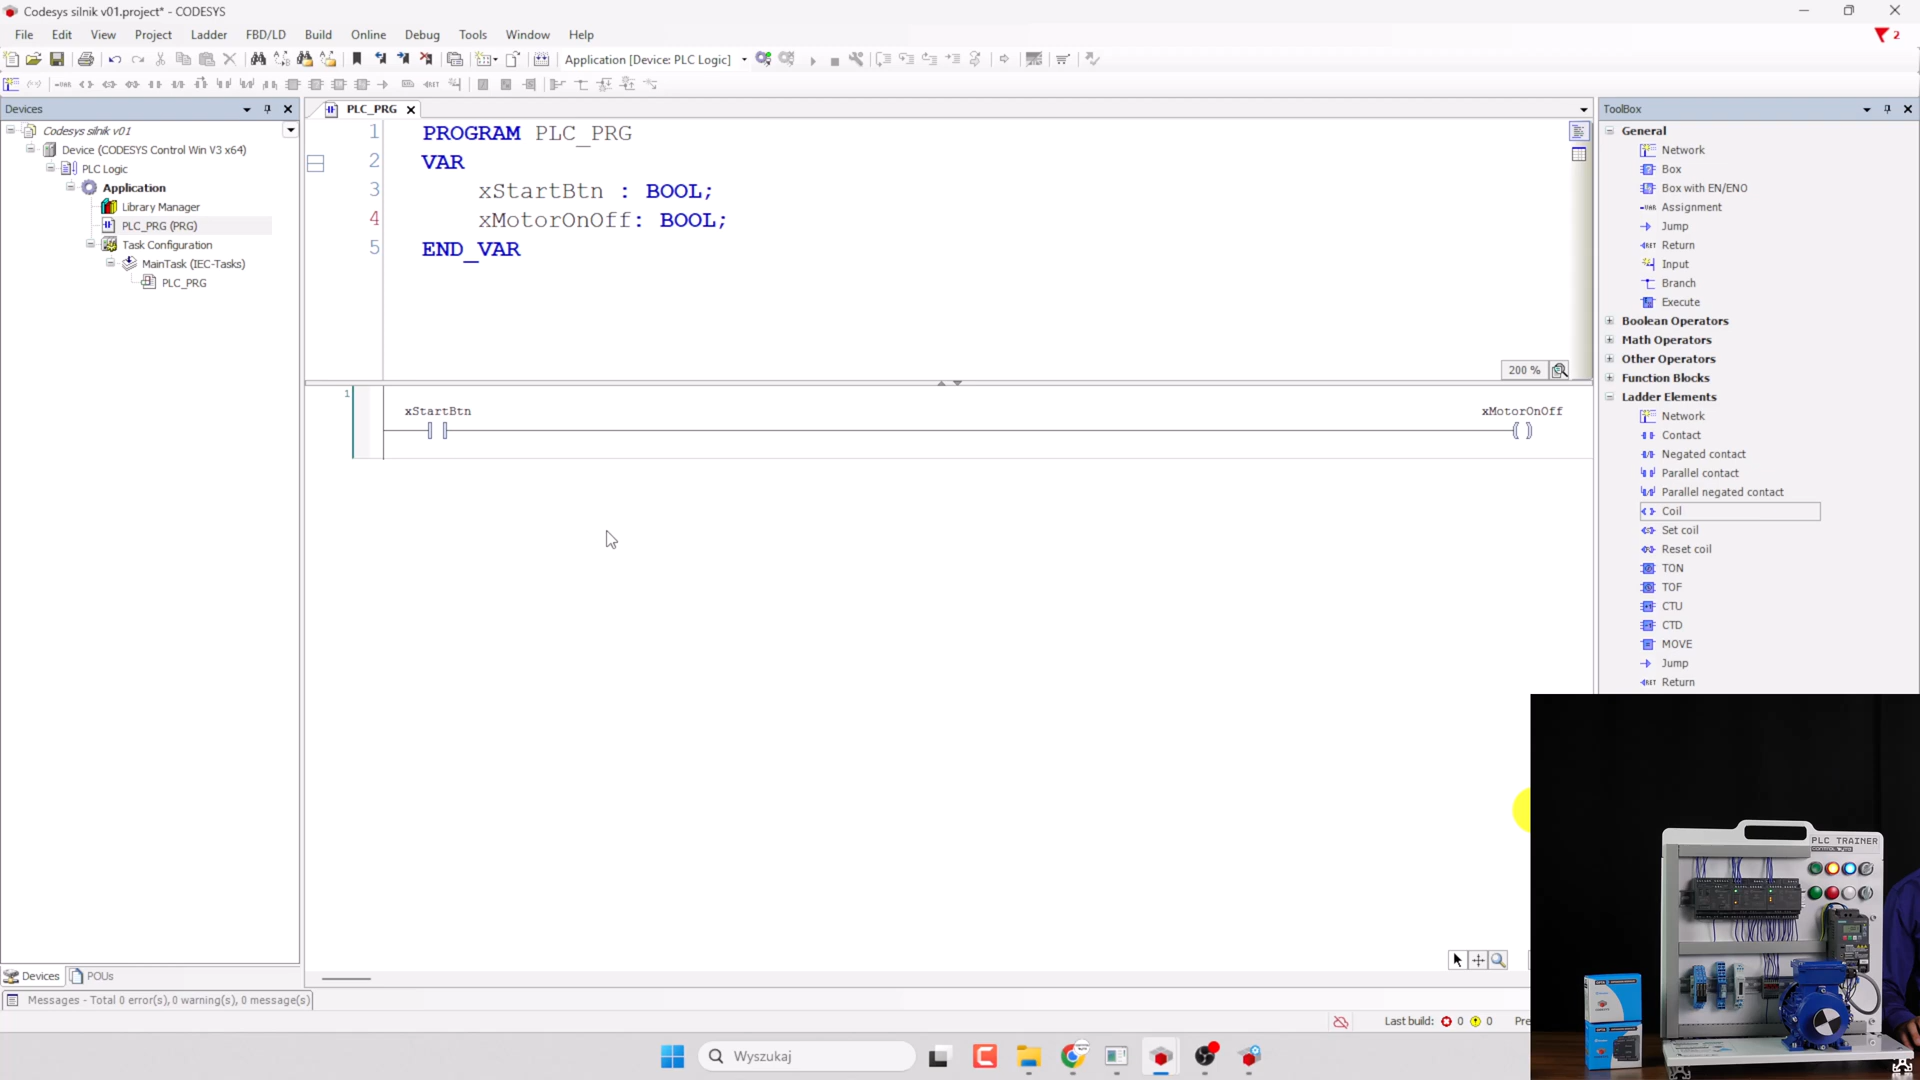 Codesys silnik v01.project* - CODESYS
File Edit View Project Ladder FBD/LD Build Online Debug Tools Window Help
2
Application [Device: PLC Logic]
Devices
Codesys silnik v01
Device (CODESYS Control Win V3 x64)
PLC Logic
Application
Library Manager
PLC_PRG (PRG)
Task Configuration
MainTask (IEC-Tasks)
PLC_PRG
PLC_PRG
1 PROGRAM PLC_PRG
2 VAR
3 xStartBtn : BOOL;
4 xMotorOnOff: BOOL;
5 END_VAR
200 %
1
xStartBtn
xMotorOnOff
ToolBox
General
Network
Box
Box with EN/ENO
Assignment
Jump
Return
Input
Branch
Execute
Boolean Operators
Math Operators
Other Operators
Function Blocks
Ladder Elements
Network
Contact
Negated contact
Parallel contact
Parallel negated contact
Coil
Set coil
Reset coil
TON
TOF
CTU
CTD
MOVE
Jump
Return
PLC TRAINER
Devices
POUs
Messages - Total 0 error(s), 0 warning(s), 0 message(s)
Last build: 0 0 Pre
Wyszukaj